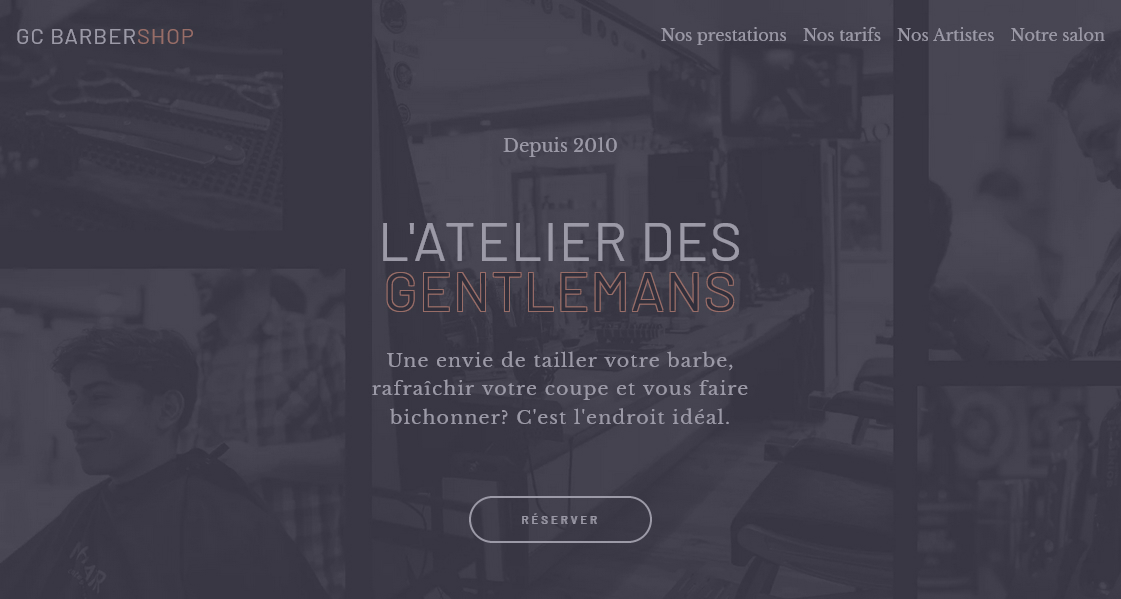 GC BARBERSHOP
Nos prestations Nos tarifs Nos Artistes Notre salon
Depuis 2010
L'ATELIER DES
GENTLEMANS
Une envie de tailler votre barbe,
rafraîchir votre coupe et vous faire
bichonner? C'est l'endroit idéal.
RÉSERVER